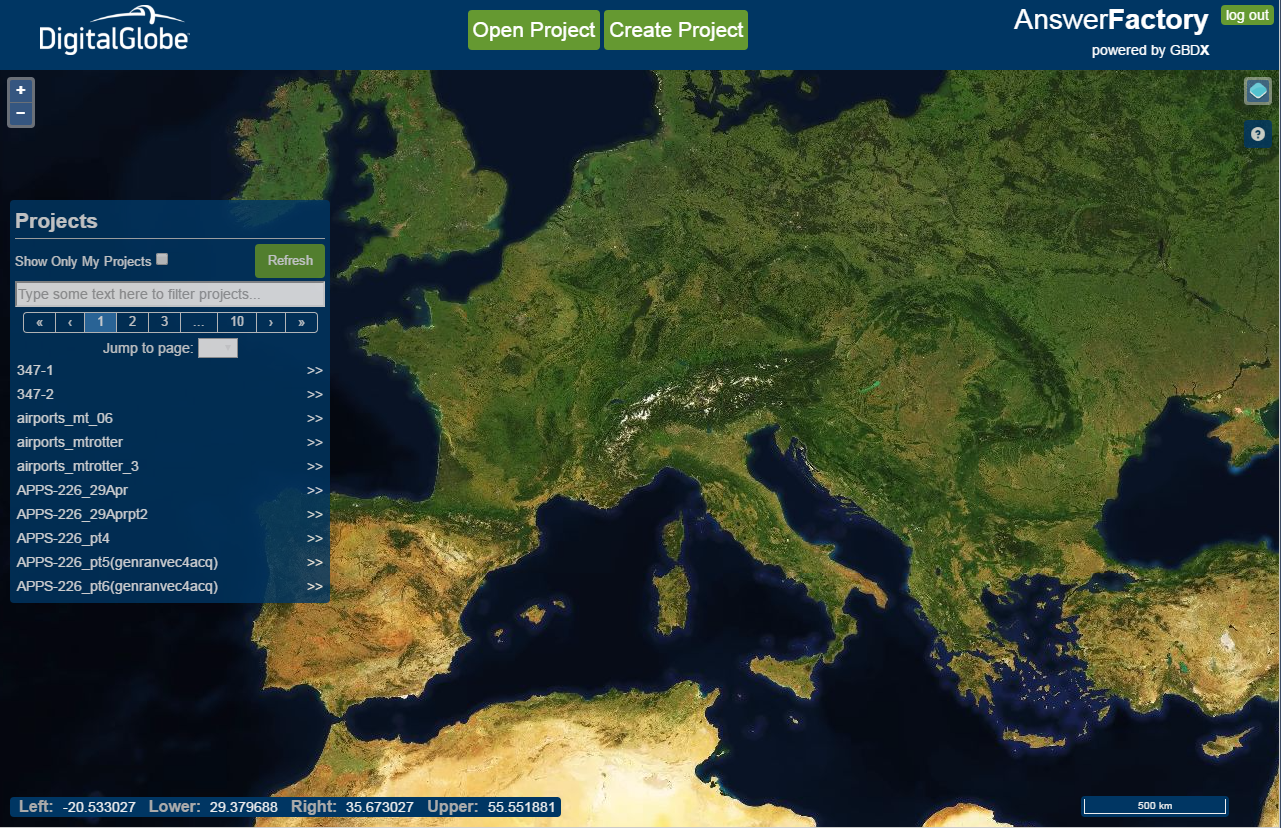 DigitalGlobe
Open Project Create Project
AnswerFactory
powered by GBDX
log out
+
−
?
Projects
Show Only My Projects Refresh
Type some text here to filter projects...
« ‹ 1 2 3 ... 10 › »
Jump to page:
347-1 >>
347-2 >>
airports_mt_06 >>
airports_mtrotter >>
airports_mtrotter_3 >>
APPS-226_29Apr >>
APPS-226_29Aprpt2 >>
APPS-226_pt4 >>
APPS-226_pt5(genranvec4acq) >>
APPS-226_pt6(genranvec4acq) >>
Left: -20.533027 Lower: 29.379688 Right: 35.673027 Upper: 55.551881
500 km